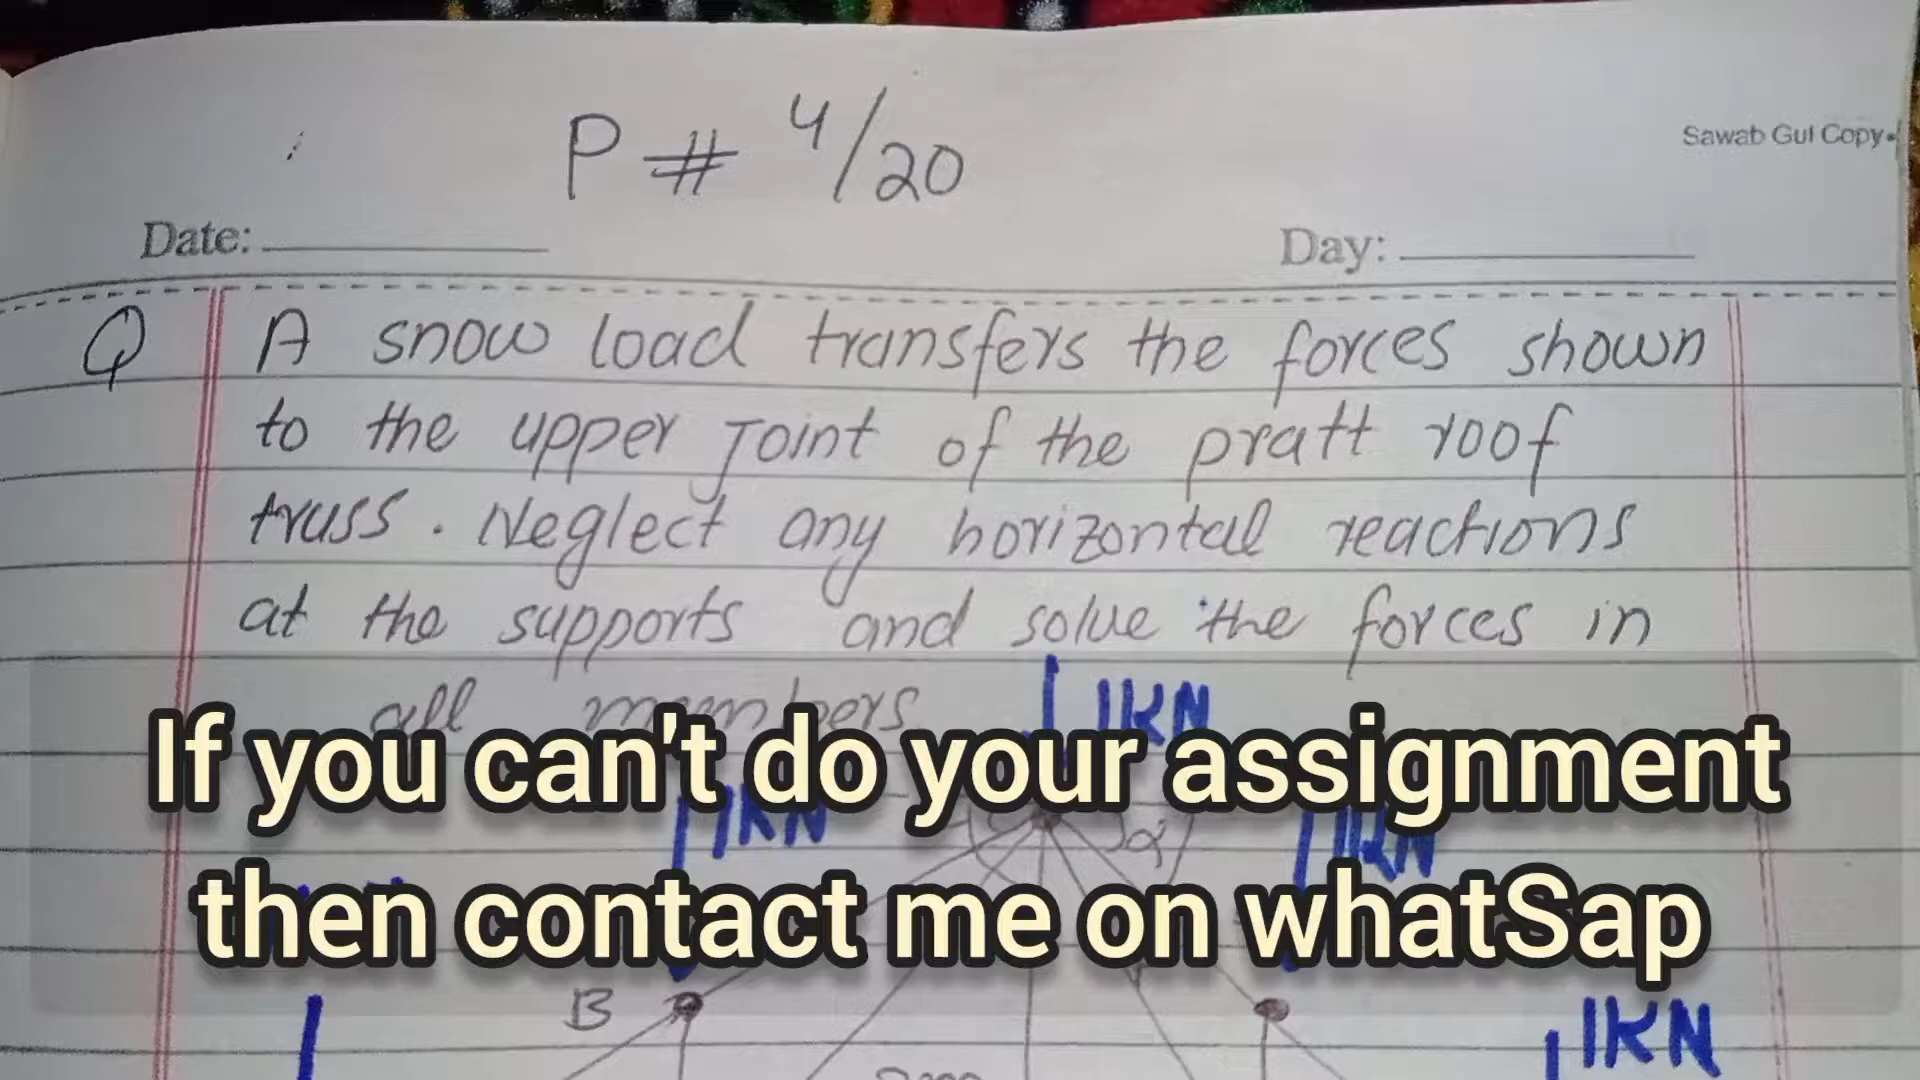 P # 4/20
Sawab Gul Copy
Date:
Day:
Q A snow load transfers the forces shown
to the upper Joint of the pratt roof
truss. Neglect any horizontal reactions
at the supports and solve the forces in
all members
1KN
If you can't do your assignment
1KN
1KN
then contact me on whatSap
B
1KN